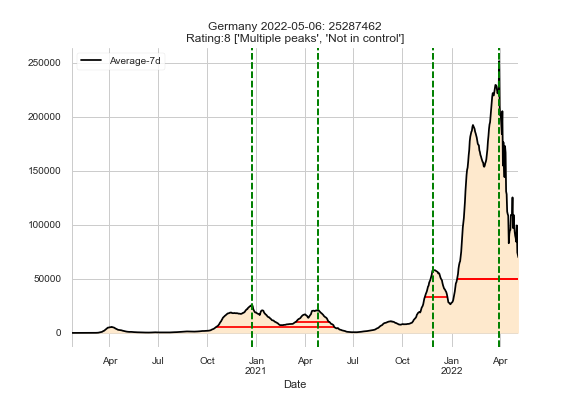 Germany 2022-05-06: 25287462
Rating:8 ['Multiple peaks', 'Not in control']
Average-7d
250000
200000
150000
100000
50000
0
Apr Jul Oct Jan Apr Jul Oct Jan Apr
2021 2022
Date